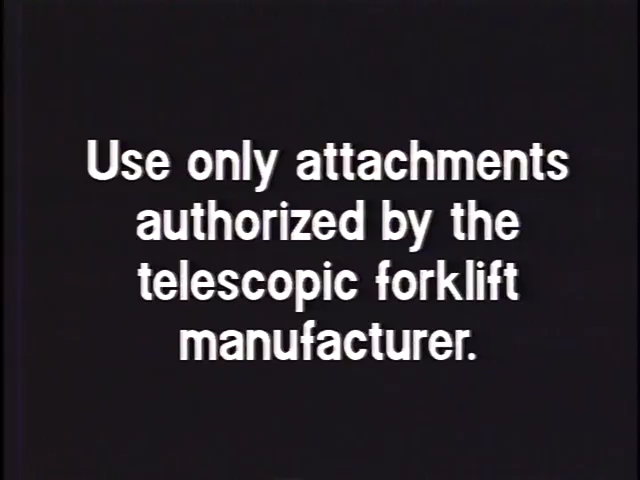 Use only attachments
authorized by the
telescopic forklift
manufacturer.